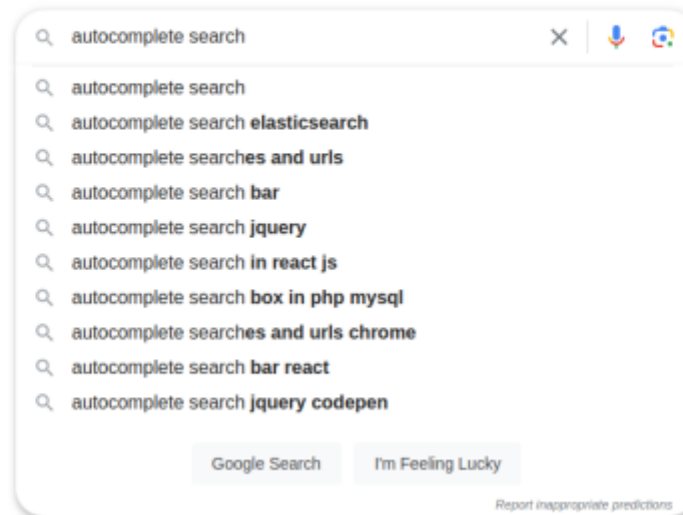 autocomplete search
autocomplete search
autocomplete search elasticsearch
autocomplete searches and urls
autocomplete search bar
autocomplete search jquery
autocomplete search in react js
autocomplete search box in php mysql
autocomplete searches and urls chrome
autocomplete search bar react
autocomplete search jquery codepen
Google Search I'm Feeling Lucky
Report inappropriate predictions